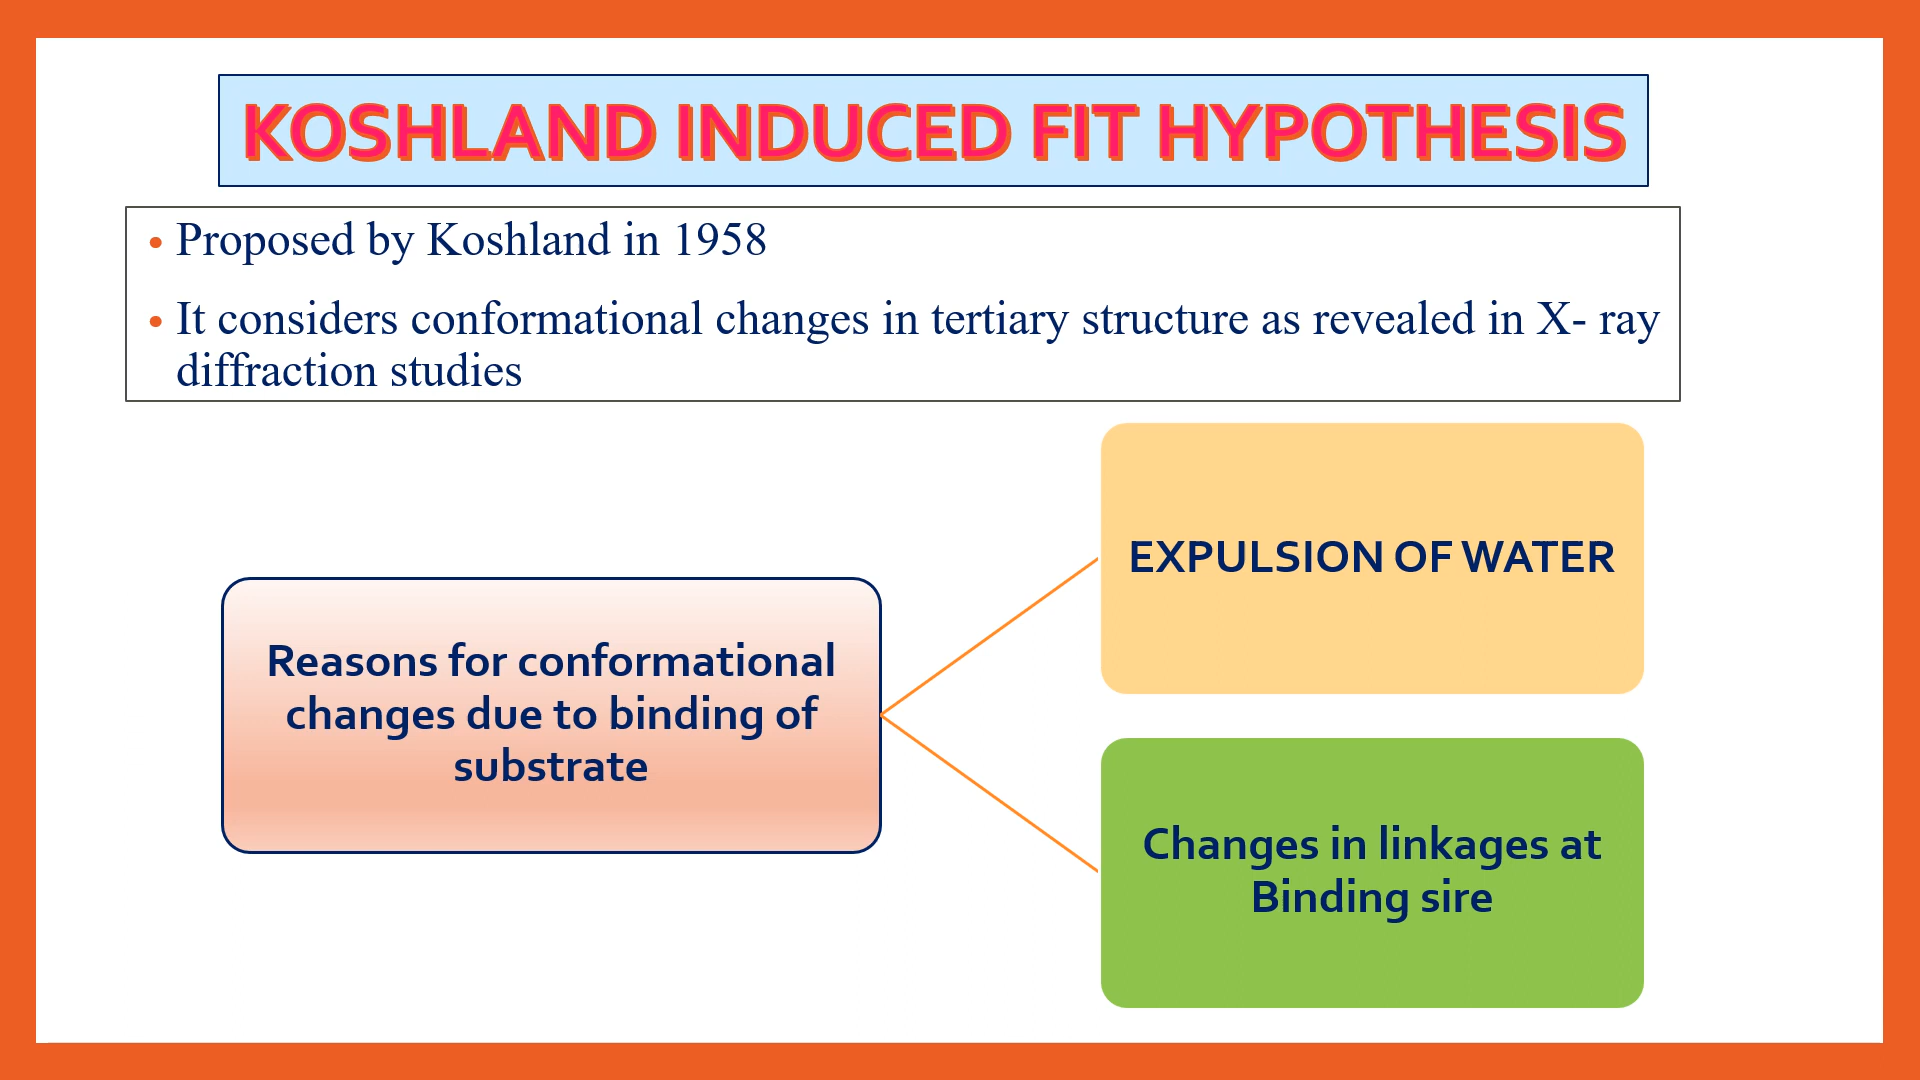 KOSHLAND INDUCED FIT HYPOTHESIS
• Proposed by Koshland in 1958
• It considers conformational changes in tertiary structure as revealed in X- ray
diffraction studies
EXPULSION OF WATER
Reasons for conformational
changes due to binding of
substrate
Changes in linkages at
Binding sire